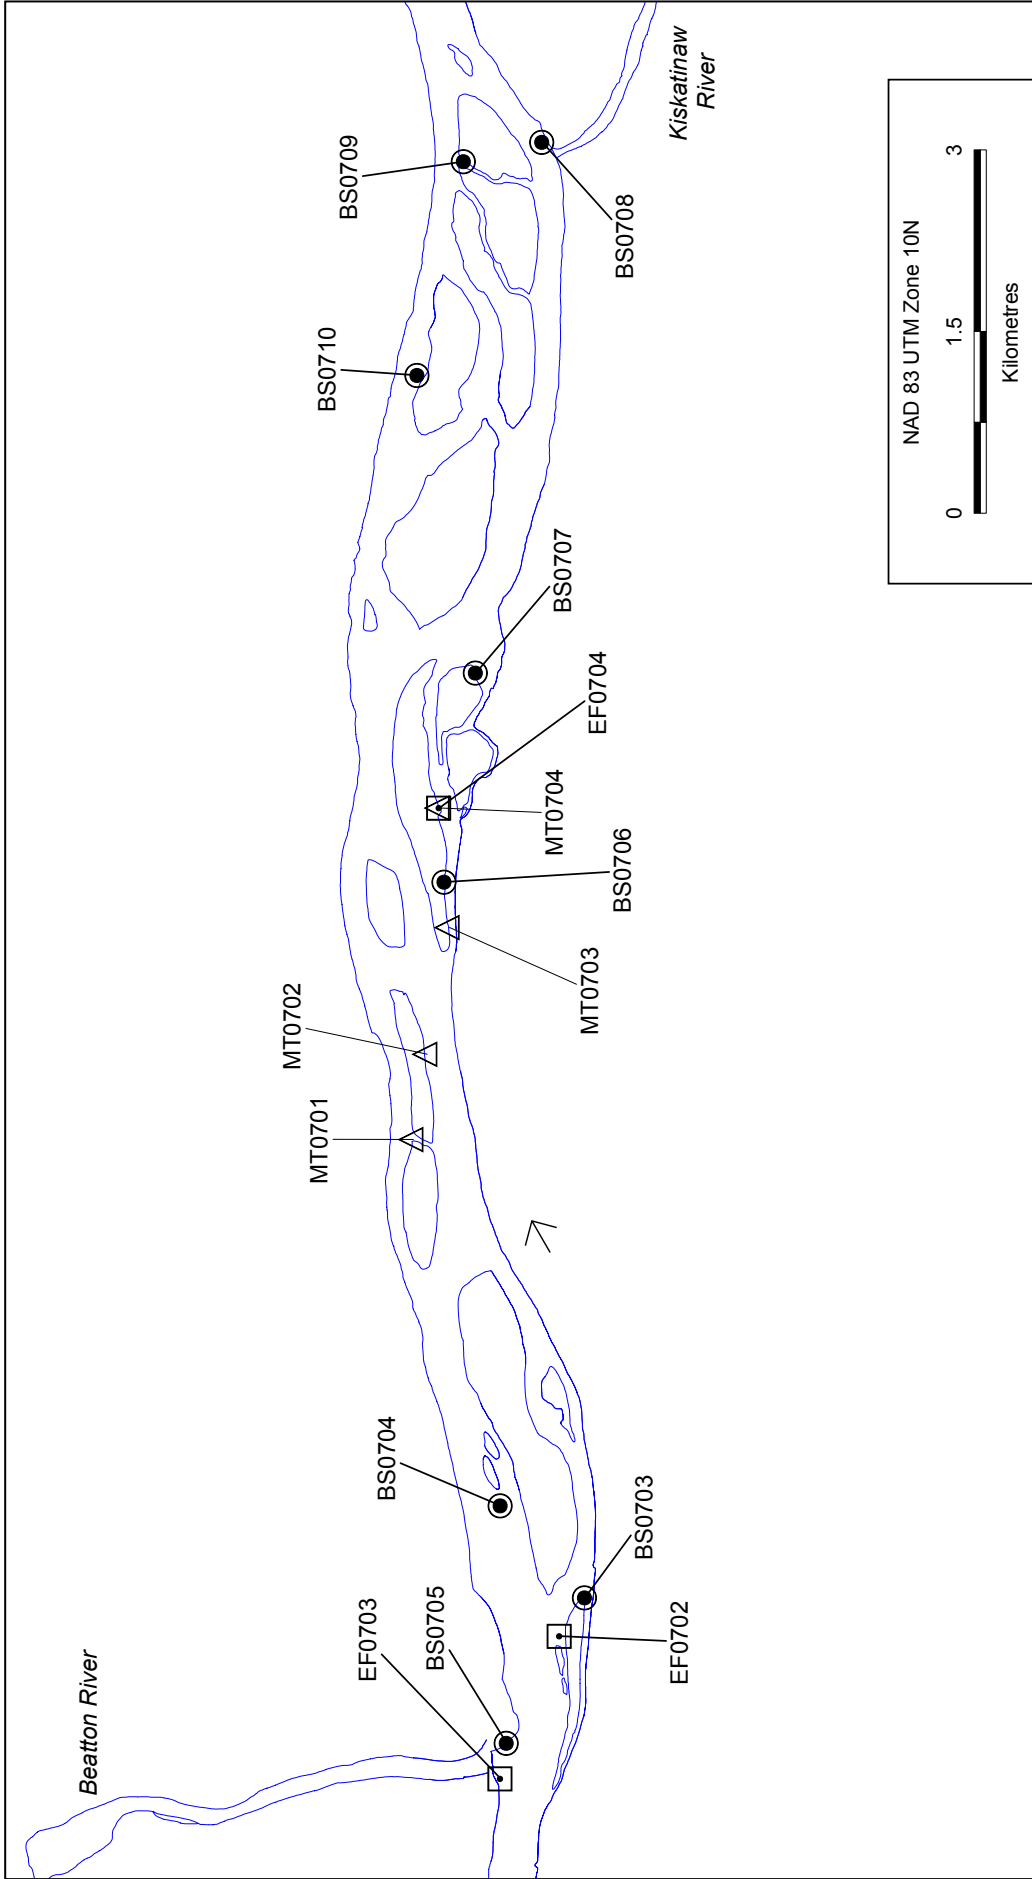 Beatton River
EF0703
BS0705
BS0704
MT0701
MT0702
BS0710
BS0709
EF0702
BS0703
MT0703
BS0706
MT0704
EF0704
BS0707
BS0708
Kiskatinaw
River
NAD 83 UTM Zone 10N
0 1.5 3
Kilometres